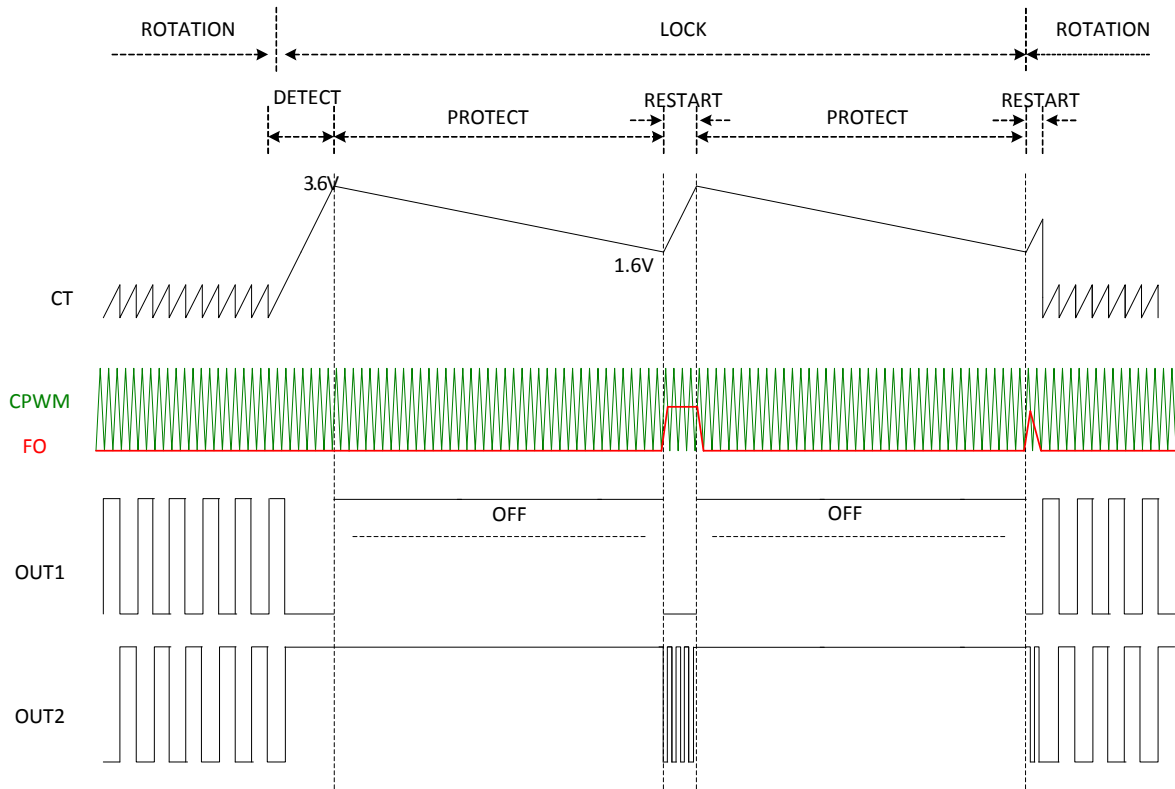 ROTATION
LOCK
ROTATION
DETECT
PROTECT
RESTART
PROTECT
RESTART
3.6V
1.6V
CT
CPWM
FO
OFF
OFF
OUT1
OUT2